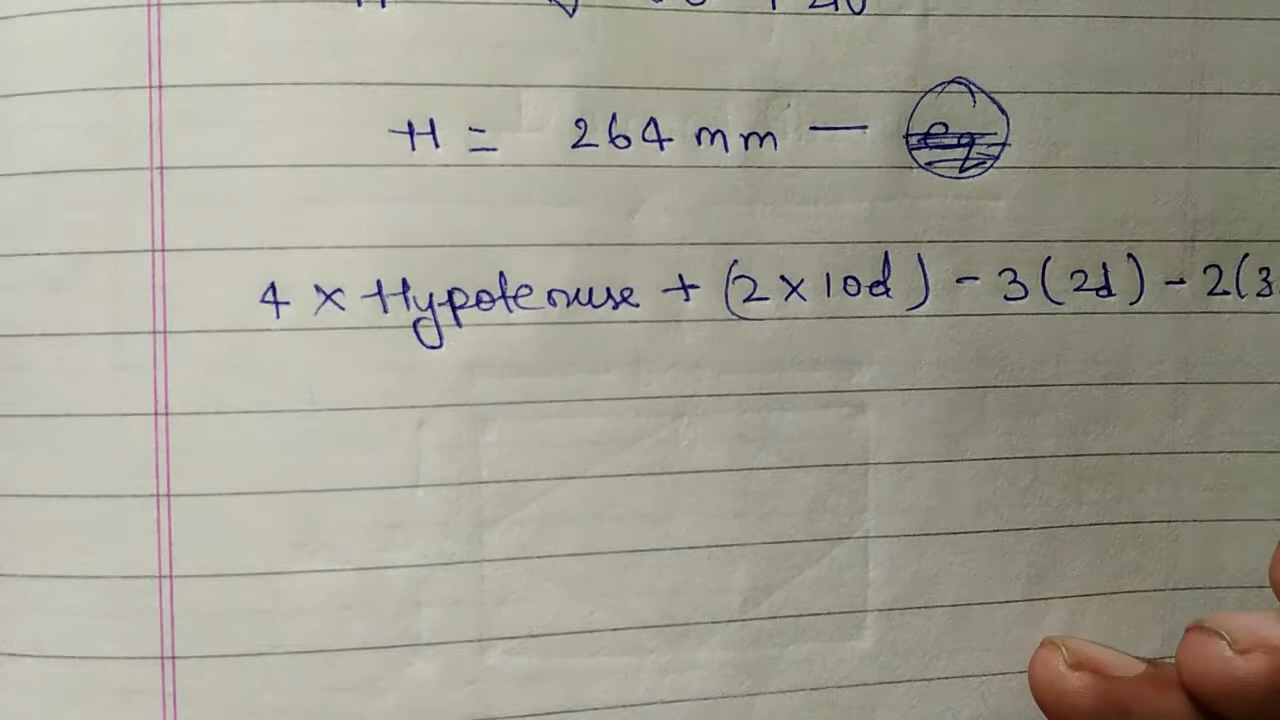 H = 264 mm —
4 × Hypotenuse + (2 × 10d) - 3(2d) - 2(3